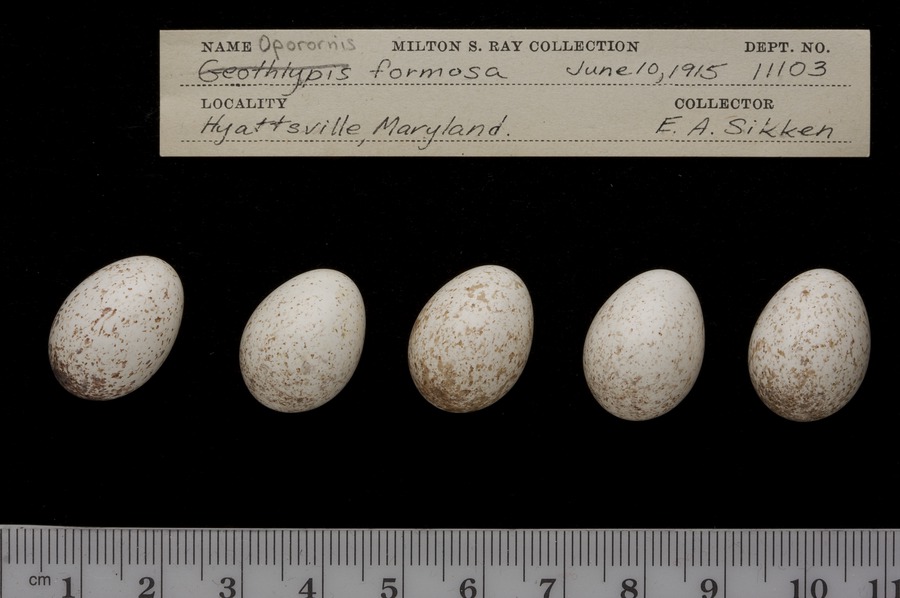 NAME Oporornis MILTON S. RAY COLLECTION DEPT. NO.
Geothlypis formosa June 10, 1915 11103
LOCALITY COLLECTOR
Hyattsville, Maryland. E. A. Sikken
cm 1 2 3 4 5 6 7 8 9 10 11